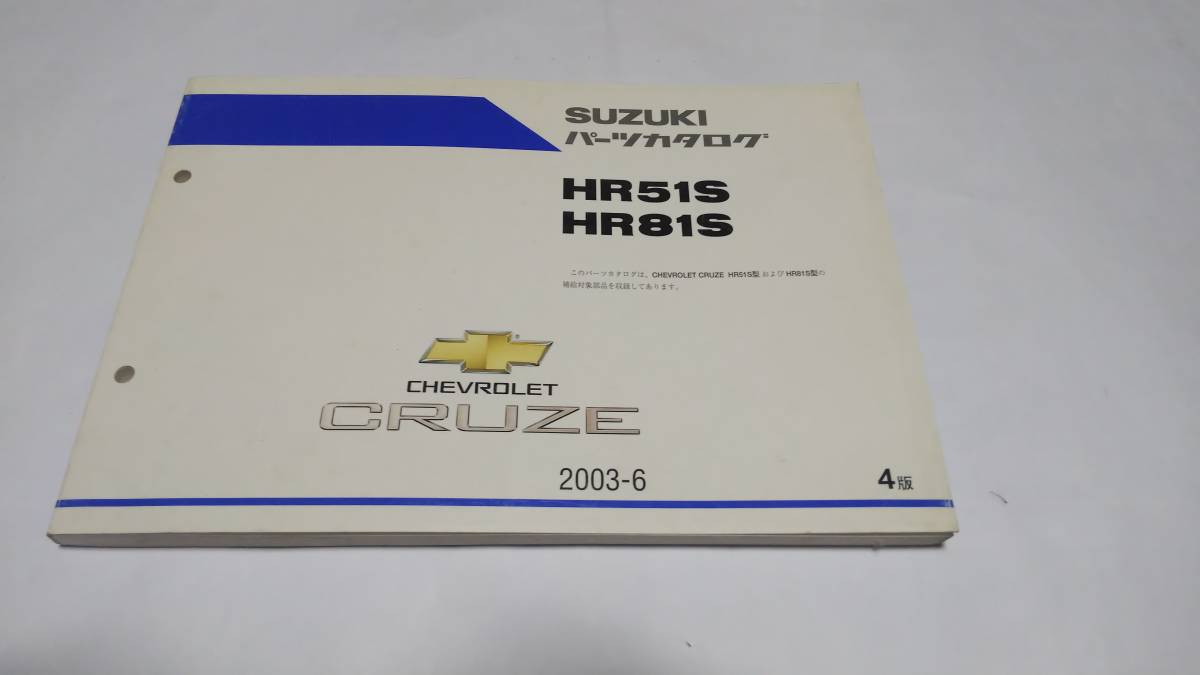 SUZUKI
パーツカタログ
HR51S
HR81S
このパーツカタログは、CHEVROLET CRUZE HR51S型 および HR81S型の
補給対象部品を収録してあります。
®
CHEVROLET
CRUZE
2003-6
4版